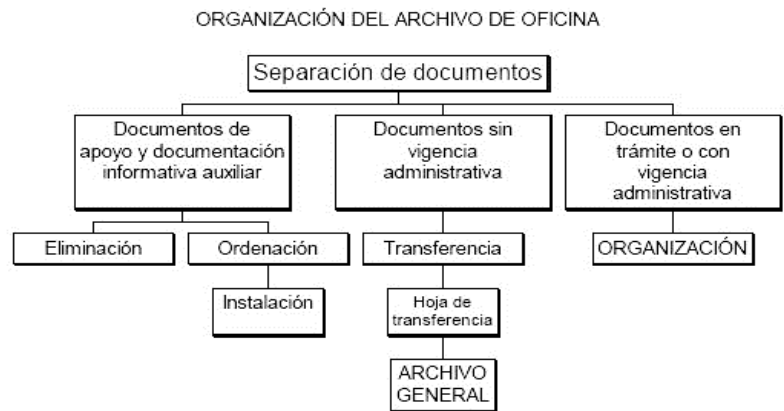 ORGANIZACIÓN DEL ARCHIVO DE OFICINA
Separación de documentos
Documentos de
apoyo y documentación
informativa auxiliar
Documentos sin
vigencia
administrativa
Documentos en
trámite o con
vigencia
administrativa
Eliminación
Ordenación
Transferencia
ORGANIZACIÓN
Instalación
Hoja de
transferencia
ARCHIVO
GENERAL